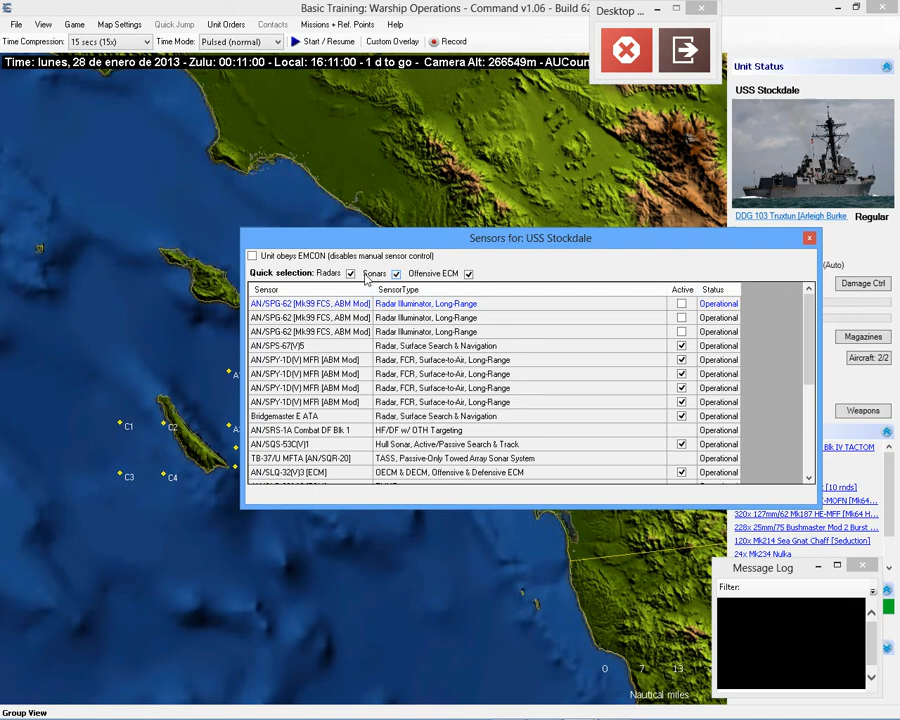 Basic Training: Warship Operations - Command v1.06 - Build 62
Desktop ...
File View Game Map Settings Quick Jump Unit Orders Contacts Missions + Ref. Points Help
Time Compression: 15 secs (15x) Time Mode: Pulsed (normal) Start / Resume Custom Overlay Record
Time: lunes, 28 de enero de 2013 - Zulu: 00:11:00 - Local: 16:11:00 - 1 d to go - Camera Alt: 266549m - AUCoun
Unit Status
USS Stockdale
DDG 103 Truxtun [Arleigh Burke Regular
(Auto)
Damage Ctrl
Magazines
Aircraft: 2/2
Weapons
Sensors for: USS Stockdale
Unit obeys EMCON (disables manual sensor control)
Quick selection: Radars Sonars Offensive ECM
Sensor SensorType Active Status
AN/SPG-62 [Mk99 FCS, ABM Mod] Radar Illuminator, Long-Range Operational
AN/SPG-62 [Mk99 FCS, ABM Mod] Radar Illuminator, Long-Range Operational
AN/SPG-62 [Mk99 FCS, ABM Mod] Radar Illuminator, Long-Range Operational
AN/SPS-67(V)5 Radar, Surface Search & Navigation Operational
AN/SPY-1D(V) MFR [ABM Mod] Radar, FCR, Surface-to-Air, Long-Range Operational
AN/SPY-1D(V) MFR [ABM Mod] Radar, FCR, Surface-to-Air, Long-Range Operational
AN/SPY-1D(V) MFR [ABM Mod] Radar, FCR, Surface-to-Air, Long-Range Operational
AN/SPY-1D(V) MFR [ABM Mod] Radar, FCR, Surface-to-Air, Long-Range Operational
Bridgemaster E ATA Radar, Surface Search & Navigation Operational
AN/SRS-1A Combat DF Blk 1 HF/DF w/ OTH Targeting Operational
AN/SQS-53C(V)1 Hull Sonar, Active/Passive Search & Track Operational
TB-37/U MFTA [AN/SQR-20] TASS, Passive-Only Towed Array Sonar System Operational
AN/SLQ-32(V)3 [ECM] OECM & DECM, Offensive & Defensive ECM Operational
C1
C2
C3
C4
Blk IV TACTOM
[10 rnds]
-MOFN [Mk64
320x 127mm/62 Mk187 HE-MFF [Mk64 H...
228x 25mm/75 Bushmaster Mod 2 Burst ...
120x Mk214 Sea Gnat Chaff [Seduction]
24x Mk234 Nulka
Message Log
Filter:
0 7 13
Nautical miles
Group View